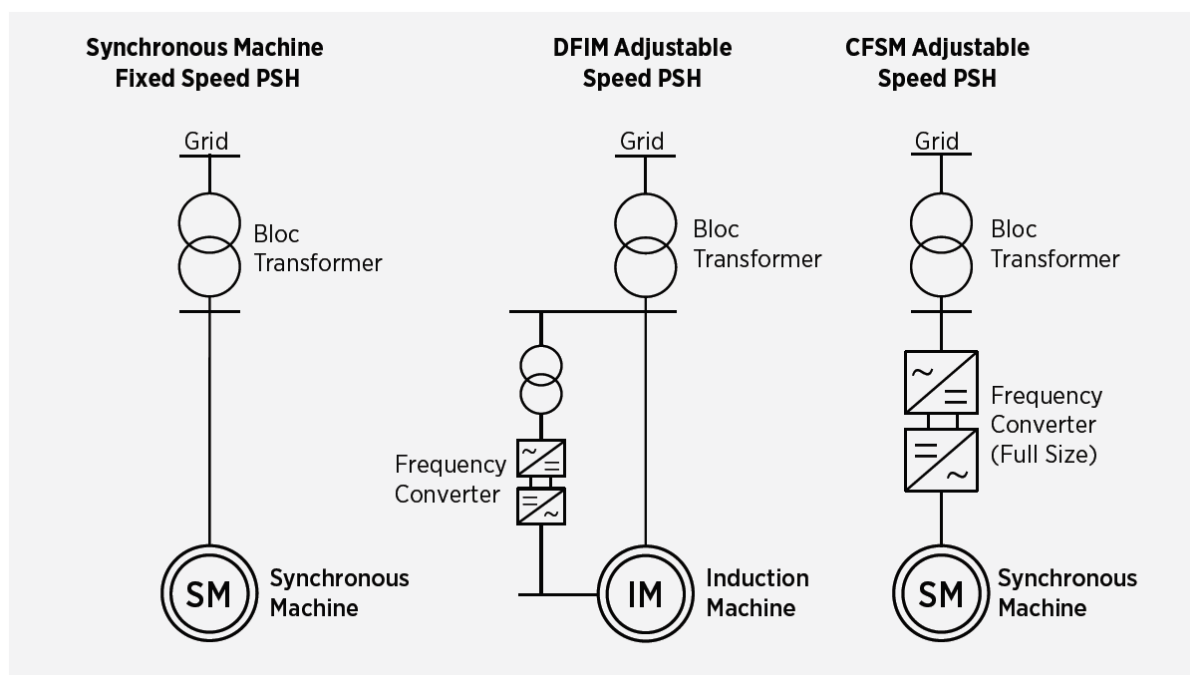 Synchronous Machine
Fixed Speed PSH
Grid
Bloc
Transformer
SM
Synchronous
Machine
DFIM Adjustable
Speed PSH
Grid
Bloc
Transformer
Frequency
Converter
~
=
=
~
IM
Induction
Machine
CFSM Adjustable
Speed PSH
Grid
Bloc
Transformer
~
=
=
~
Frequency
Converter
(Full Size)
SM
Synchronous
Machine